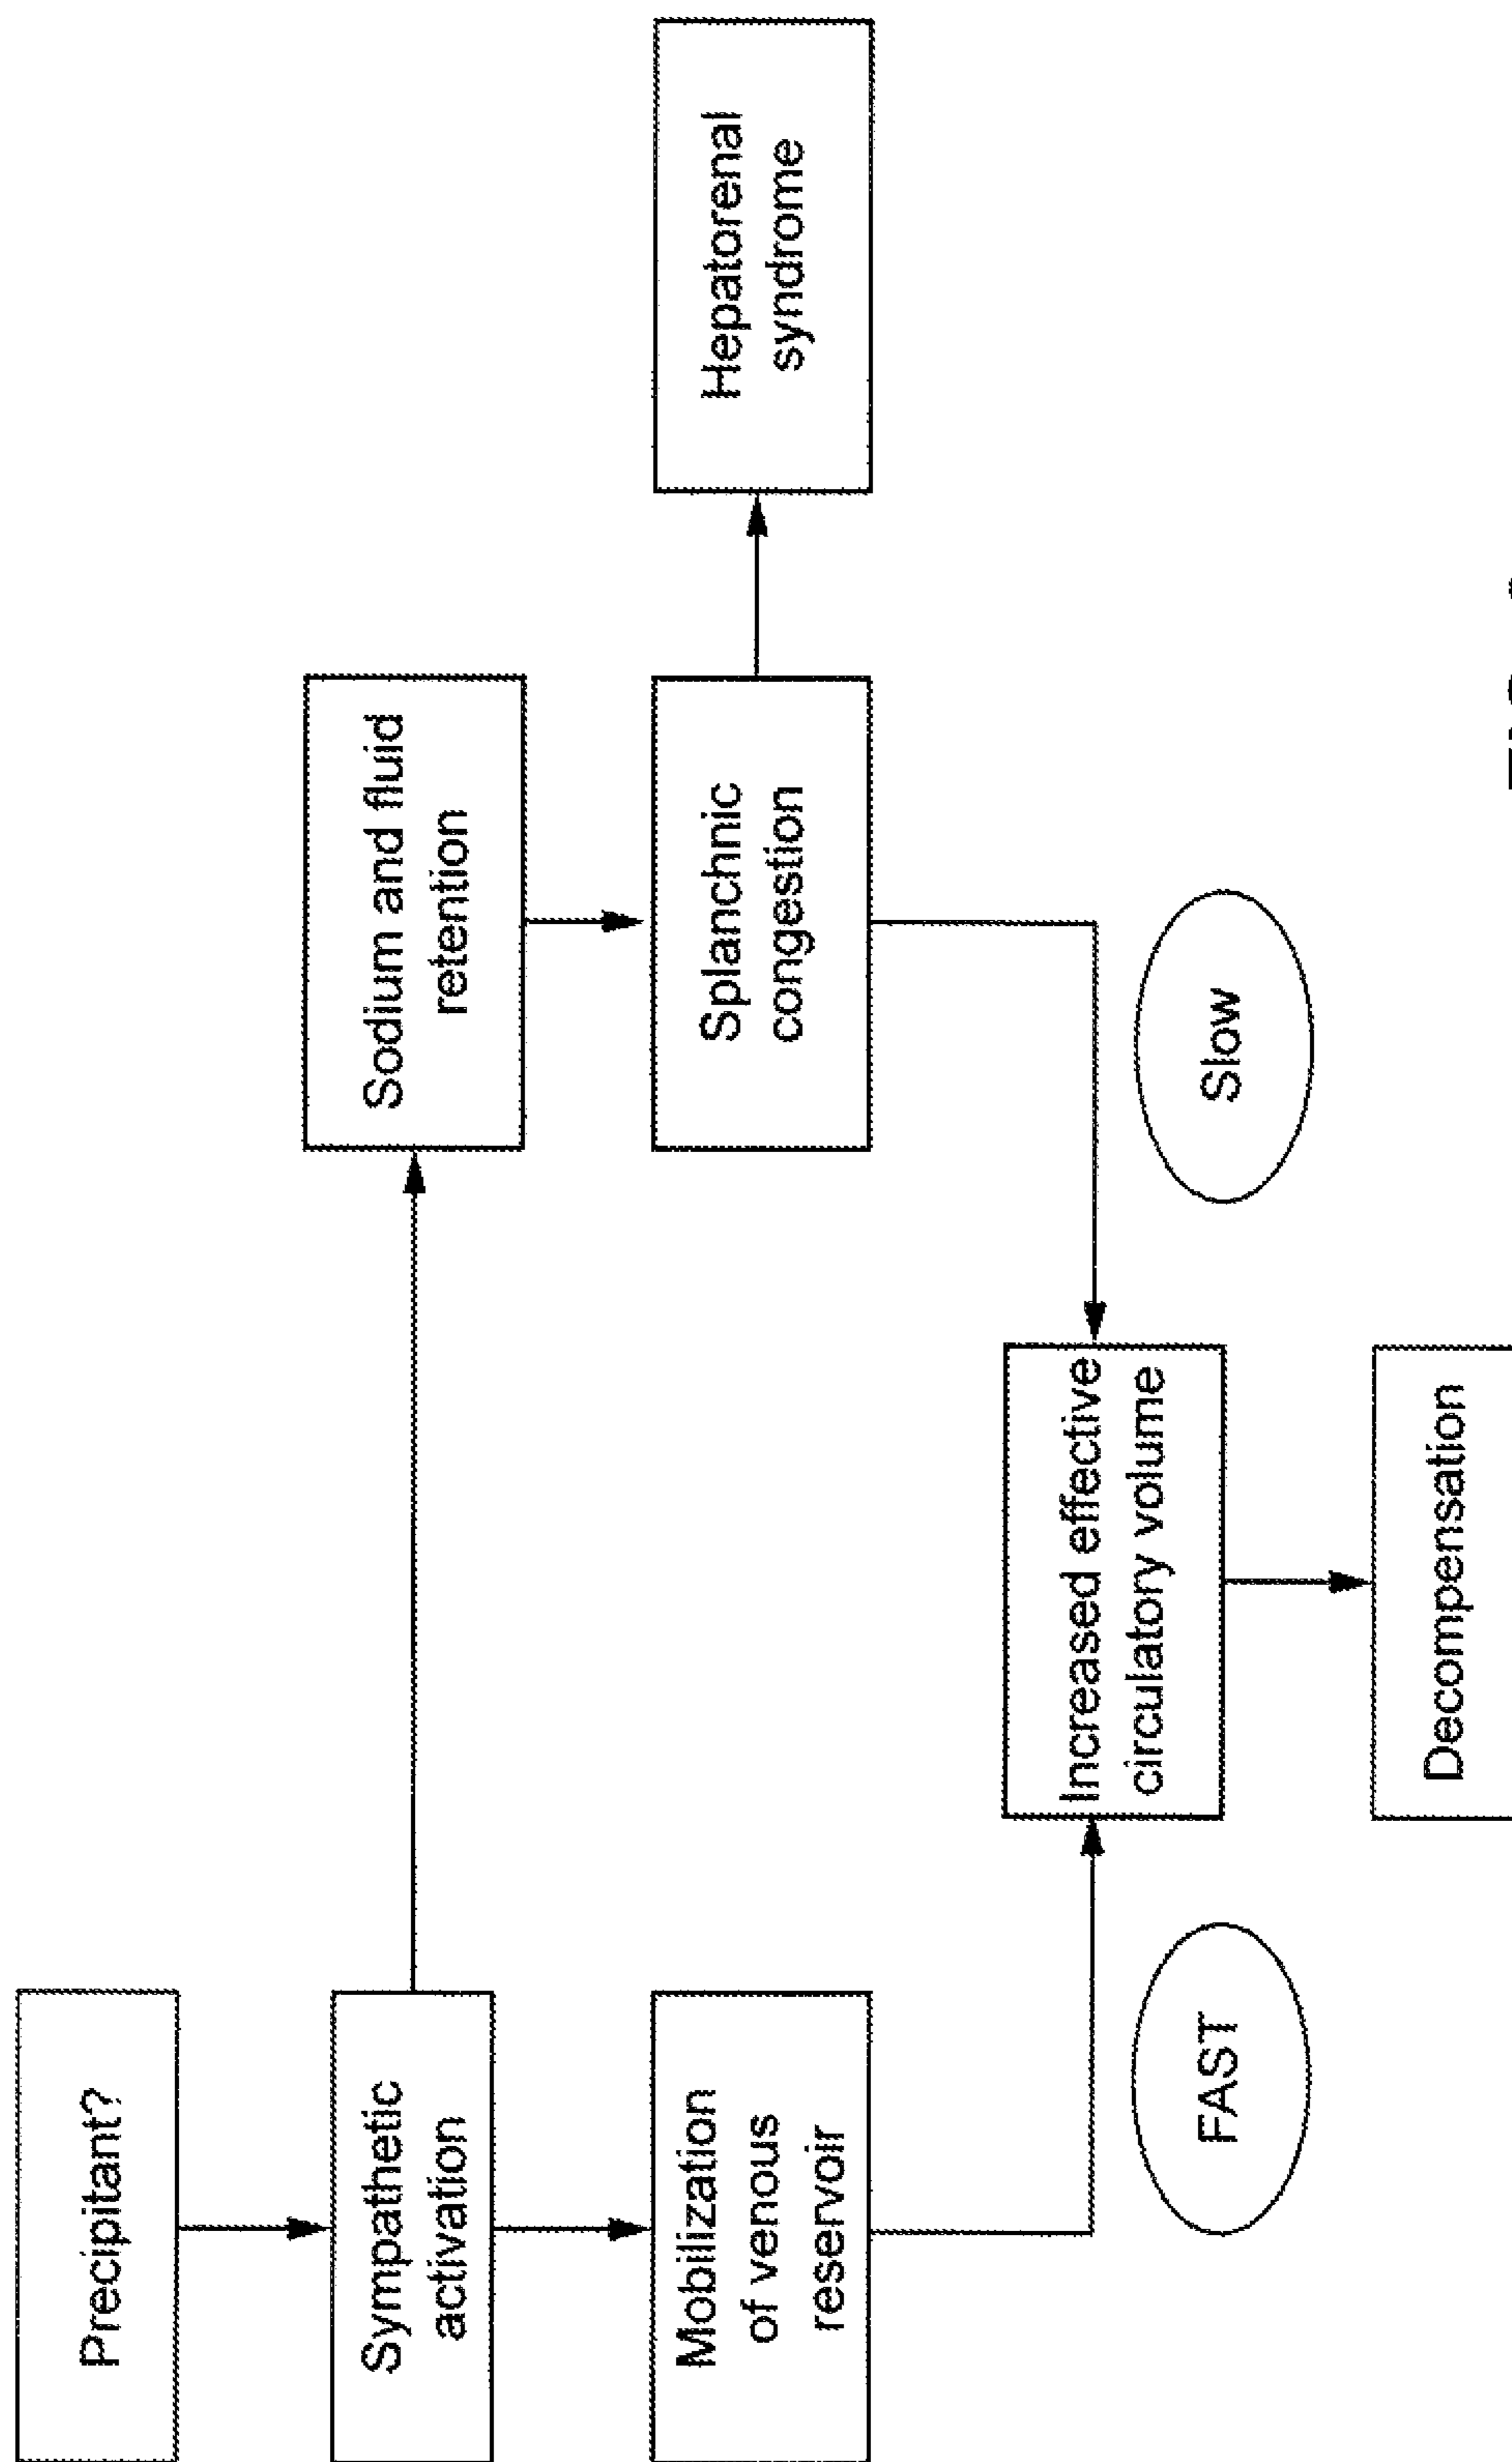 Precipitant?
Sympathetic
activation
Sodium and fluid
retention
Mobilization
of venous
reservoir
Splanchnic
congestion
Hepatorenal
syndrome
Increased effective
circulatory volume
FAST
Slow
Decompensation